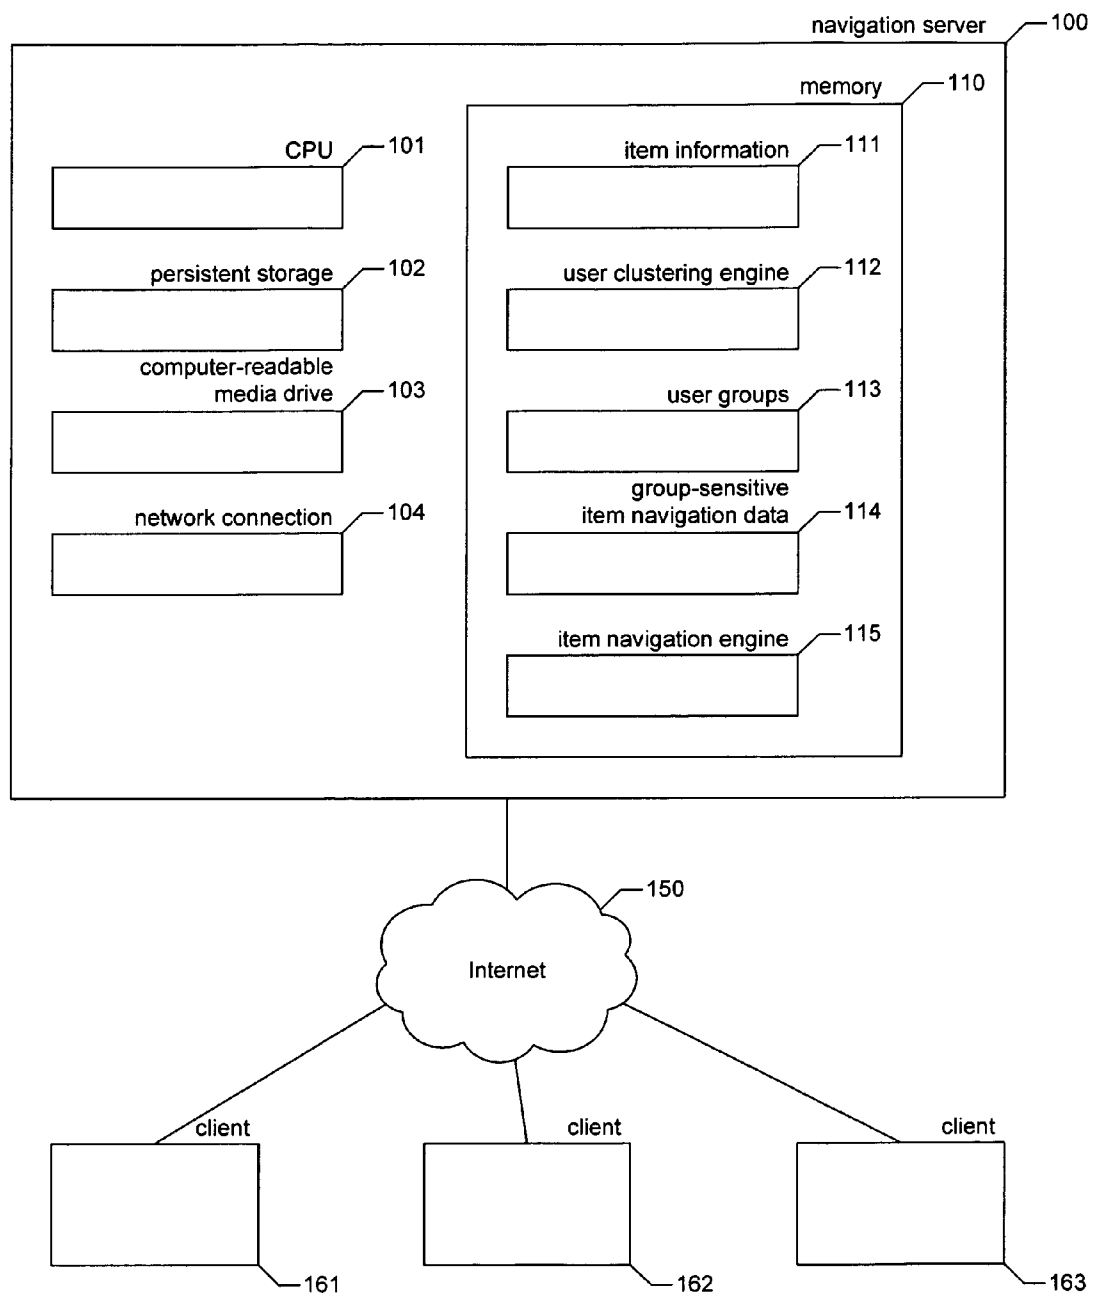 navigation server 100
memory 110
CPU 101
item information 111
persistent storage 102
user clustering engine 112
computer-readable
media drive 103
user groups 113
network connection 104
group-sensitive
item navigation data 114
item navigation engine 115
150
Internet
client
client
client
161
162
163